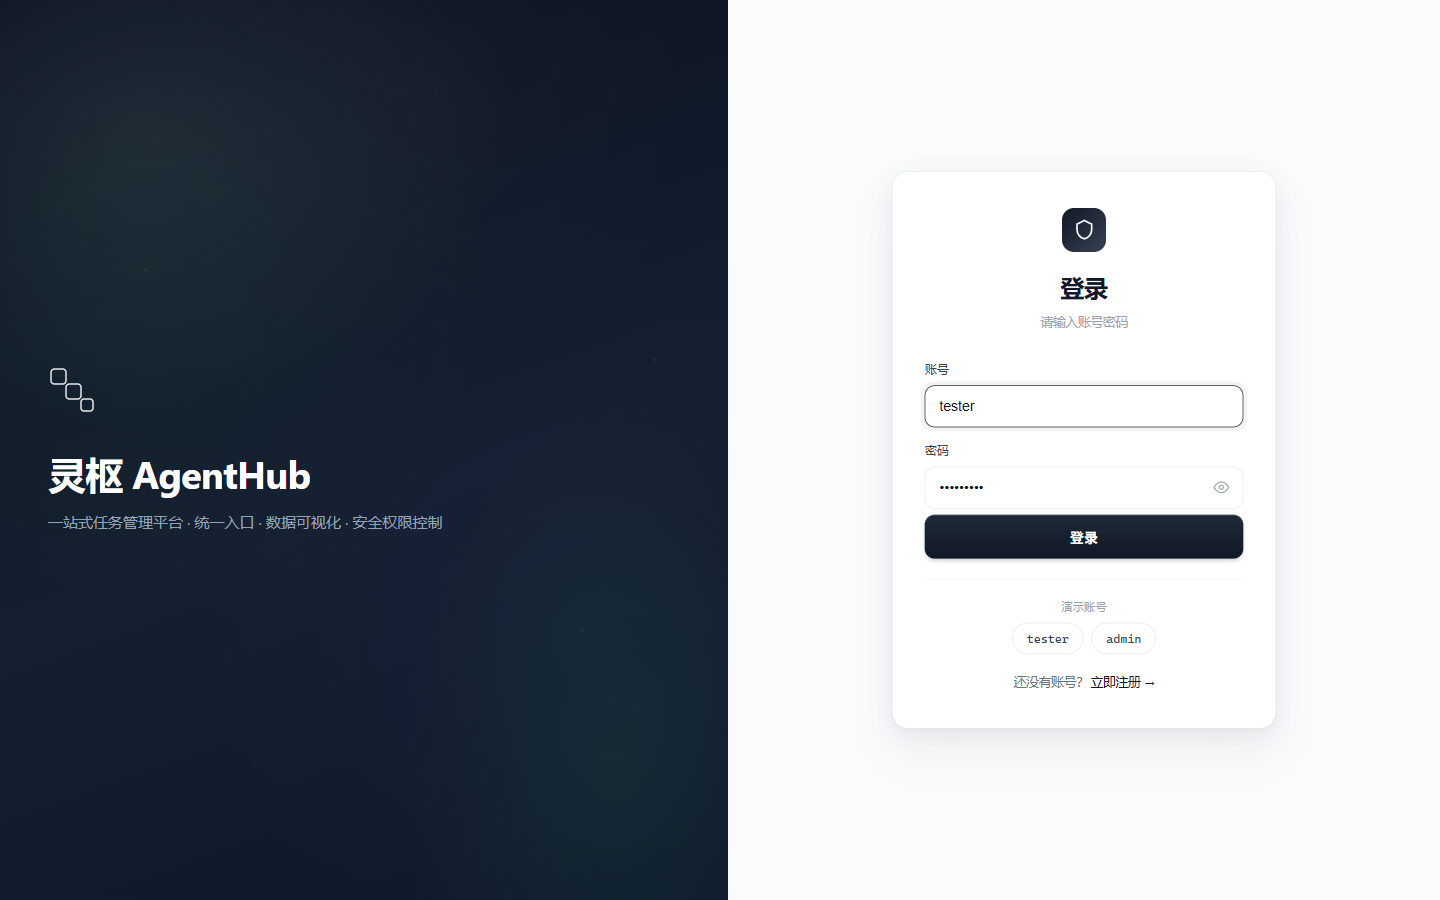 灵枢 AgentHub
一站式任务管理平台 · 统一入口 · 数据可视化 · 安全权限控制
登录
请输入账号密码
账号
tester
密码
•••••••••
登录
演示账号
tester admin
还没有账号? 立即注册 →